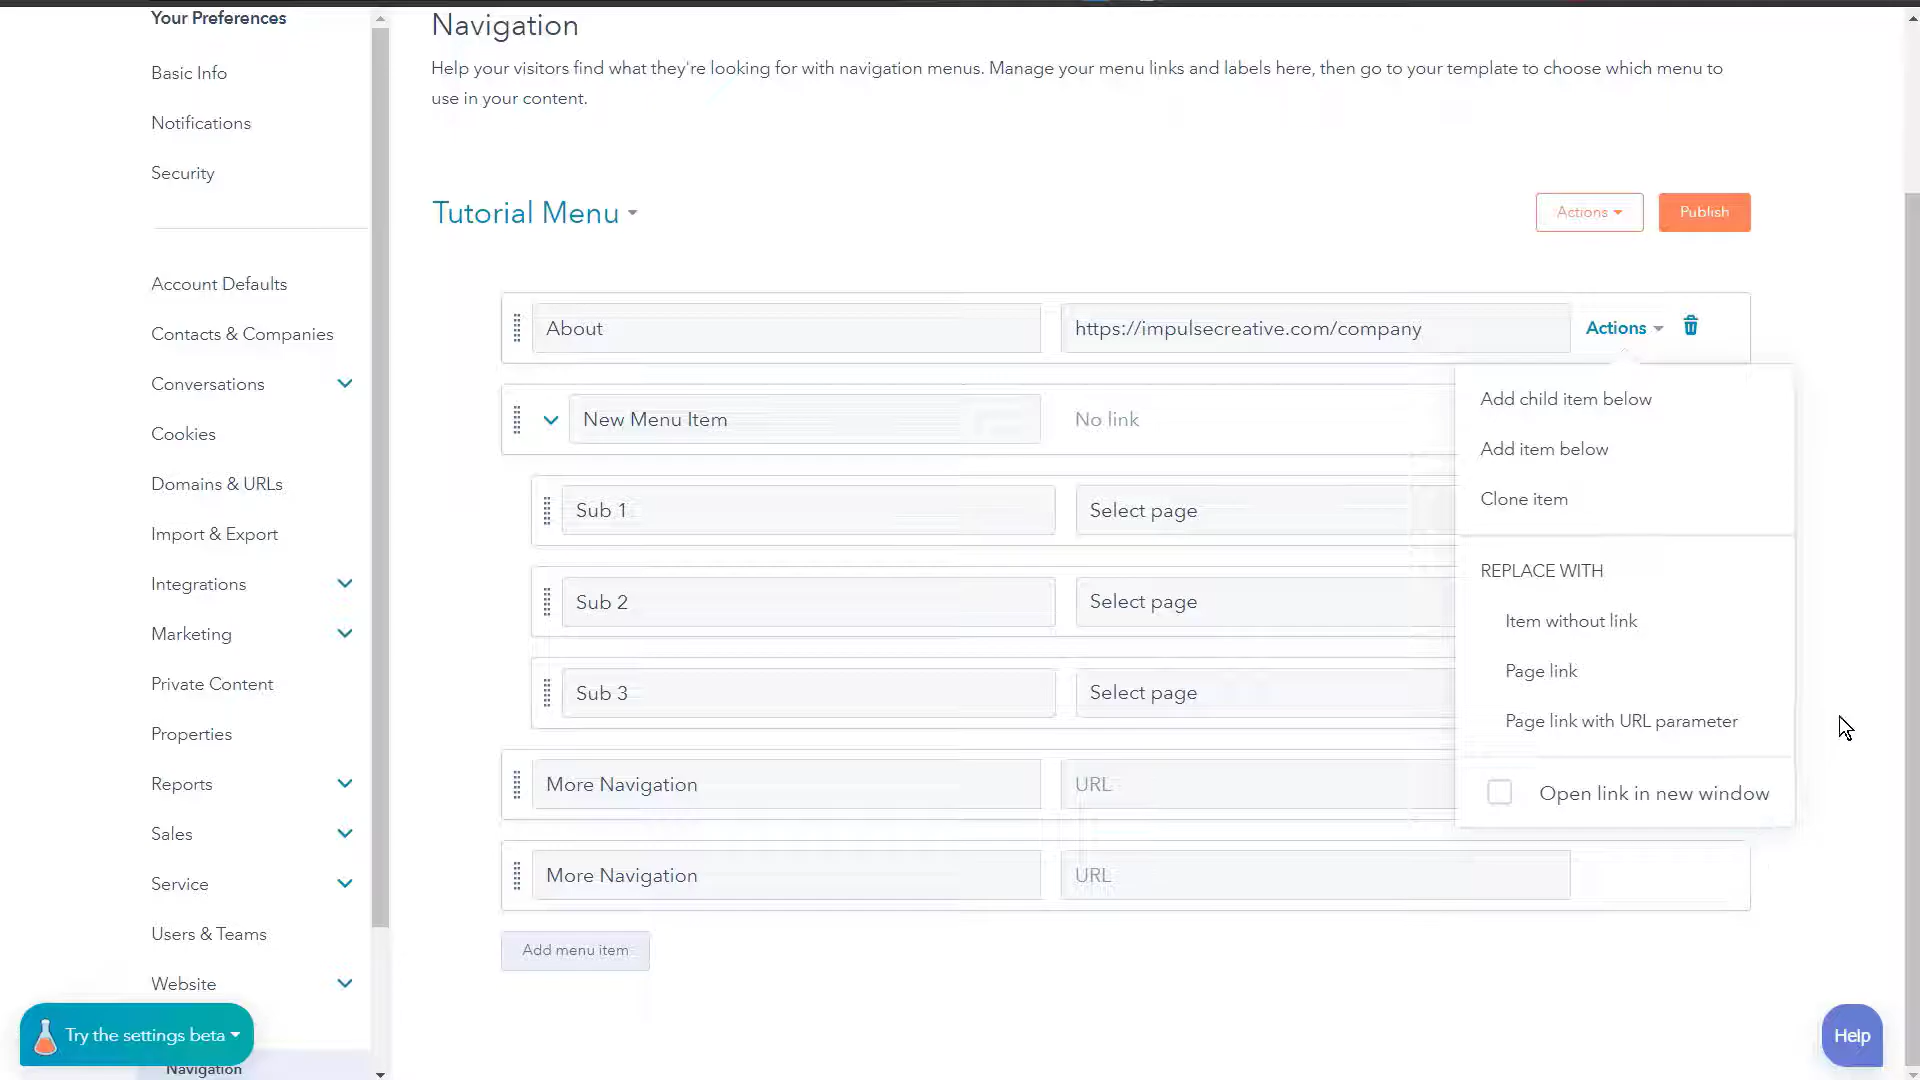 Your Preferences
Basic Info
Notifications
Security
Account Defaults
Contacts & Companies
Conversations
Cookies
Domains & URLs
Import & Export
Integrations
Marketing
Private Content
Properties
Reports
Sales
Service
Users & Teams
Website
Try the settings beta
Navigation
Navigation
Help your visitors find what they're looking for with navigation menus. Manage your menu links and labels here, then go to your template to choose which menu to
use in your content.
Tutorial Menu
Actions
Publish
About
https://impulsecreative.com/company
Actions
New Menu Item
No link
Sub 1
Select page
Sub 2
Select page
Sub 3
Select page
More Navigation
URL
More Navigation
URL
Add menu item
Add child item below
Add item below
Clone item
REPLACE WITH
Item without link
Page link
Page link with URL parameter
Open link in new window
Help